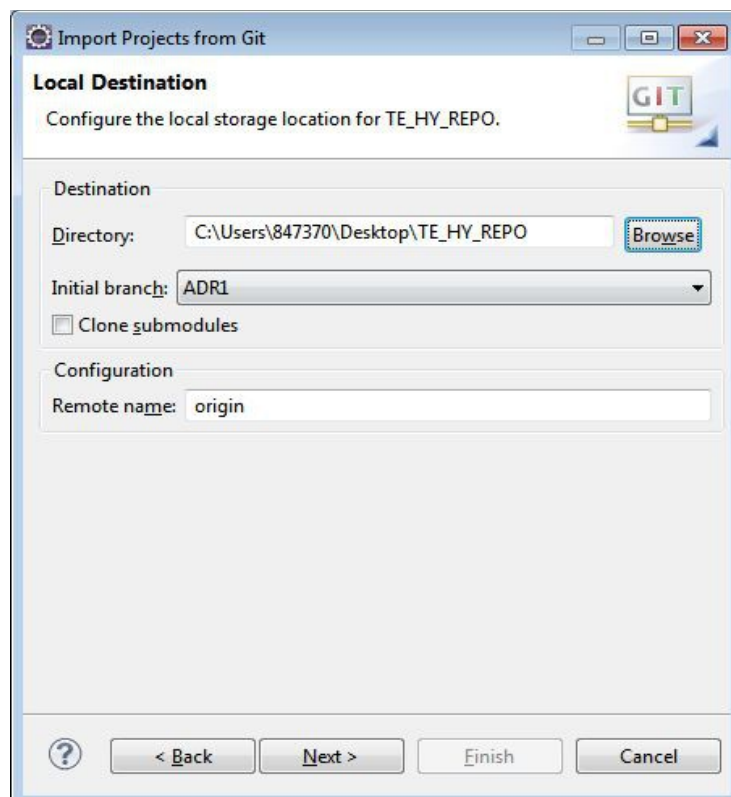 Import Projects from Git
Local Destination
Configure the local storage location for TE_HY_REPO.
GIT
Destination
Directory: C:\Users\847370\Desktop\TE_HY_REPO Browse
Initial branch: ADR1
Clone submodules
Configuration
Remote name: origin
? < Back Next > Finish Cancel